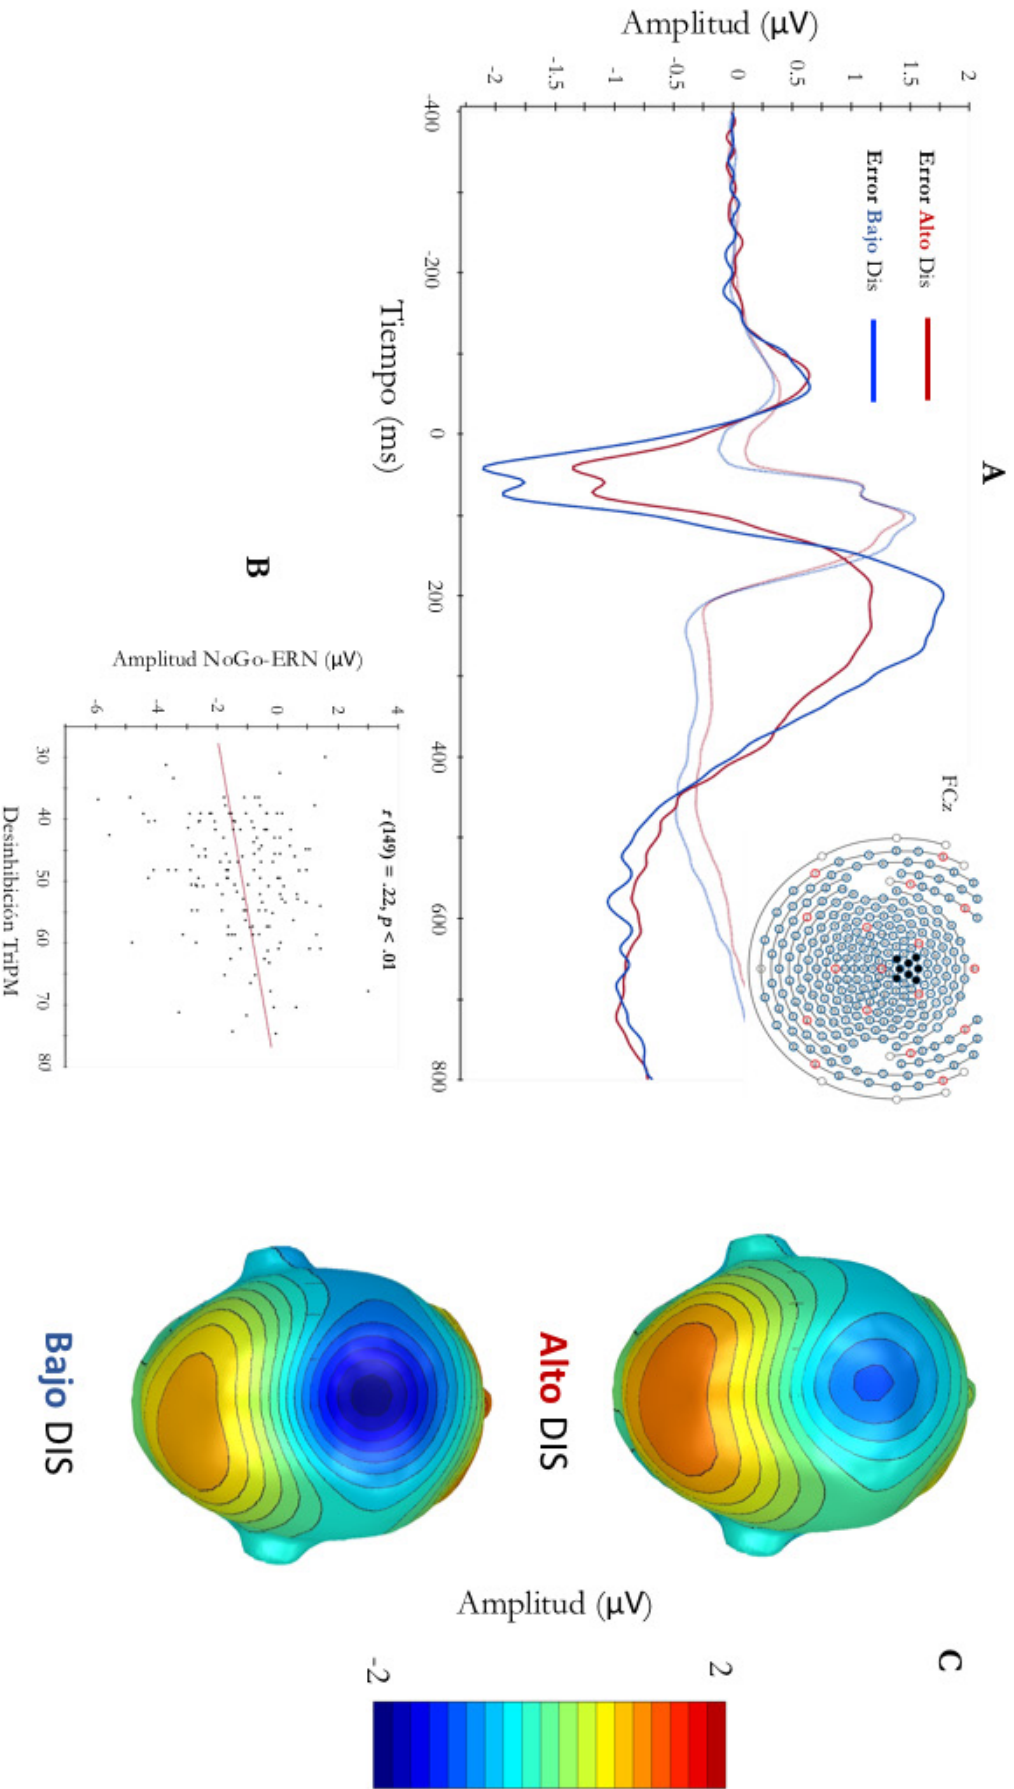 A
Amplitud (μV)
2
1.5
1
0.5
0
-0.5
-1
-1.5
-2
Error Alto Dis
Error Bajo Dis
-400
-200
0
200
400
600
800
Tiempo (ms)
FCz
B
Amplitud NoGo-ERN (μV)
4
2
0
-2
-4
-6
r (149) = .22, p < .01
30
40
50
60
70
80
Desinhibición TriPM
C
Alto DIS
Bajo DIS
Amplitud (μV)
2
-2